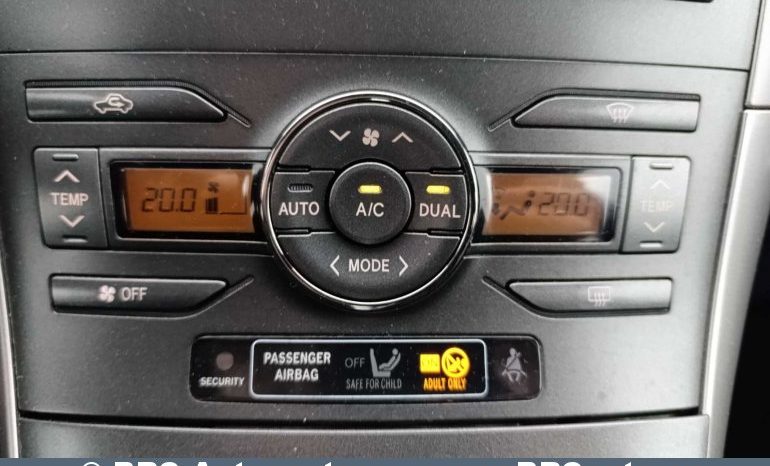 TEMP
20.0
AUTO
A/C
DUAL
20.0
TEMP
MODE
OFF
SECURITY
PASSENGER
AIRBAG
OFF
SAFE FOR CHILD
ADULT ONLY